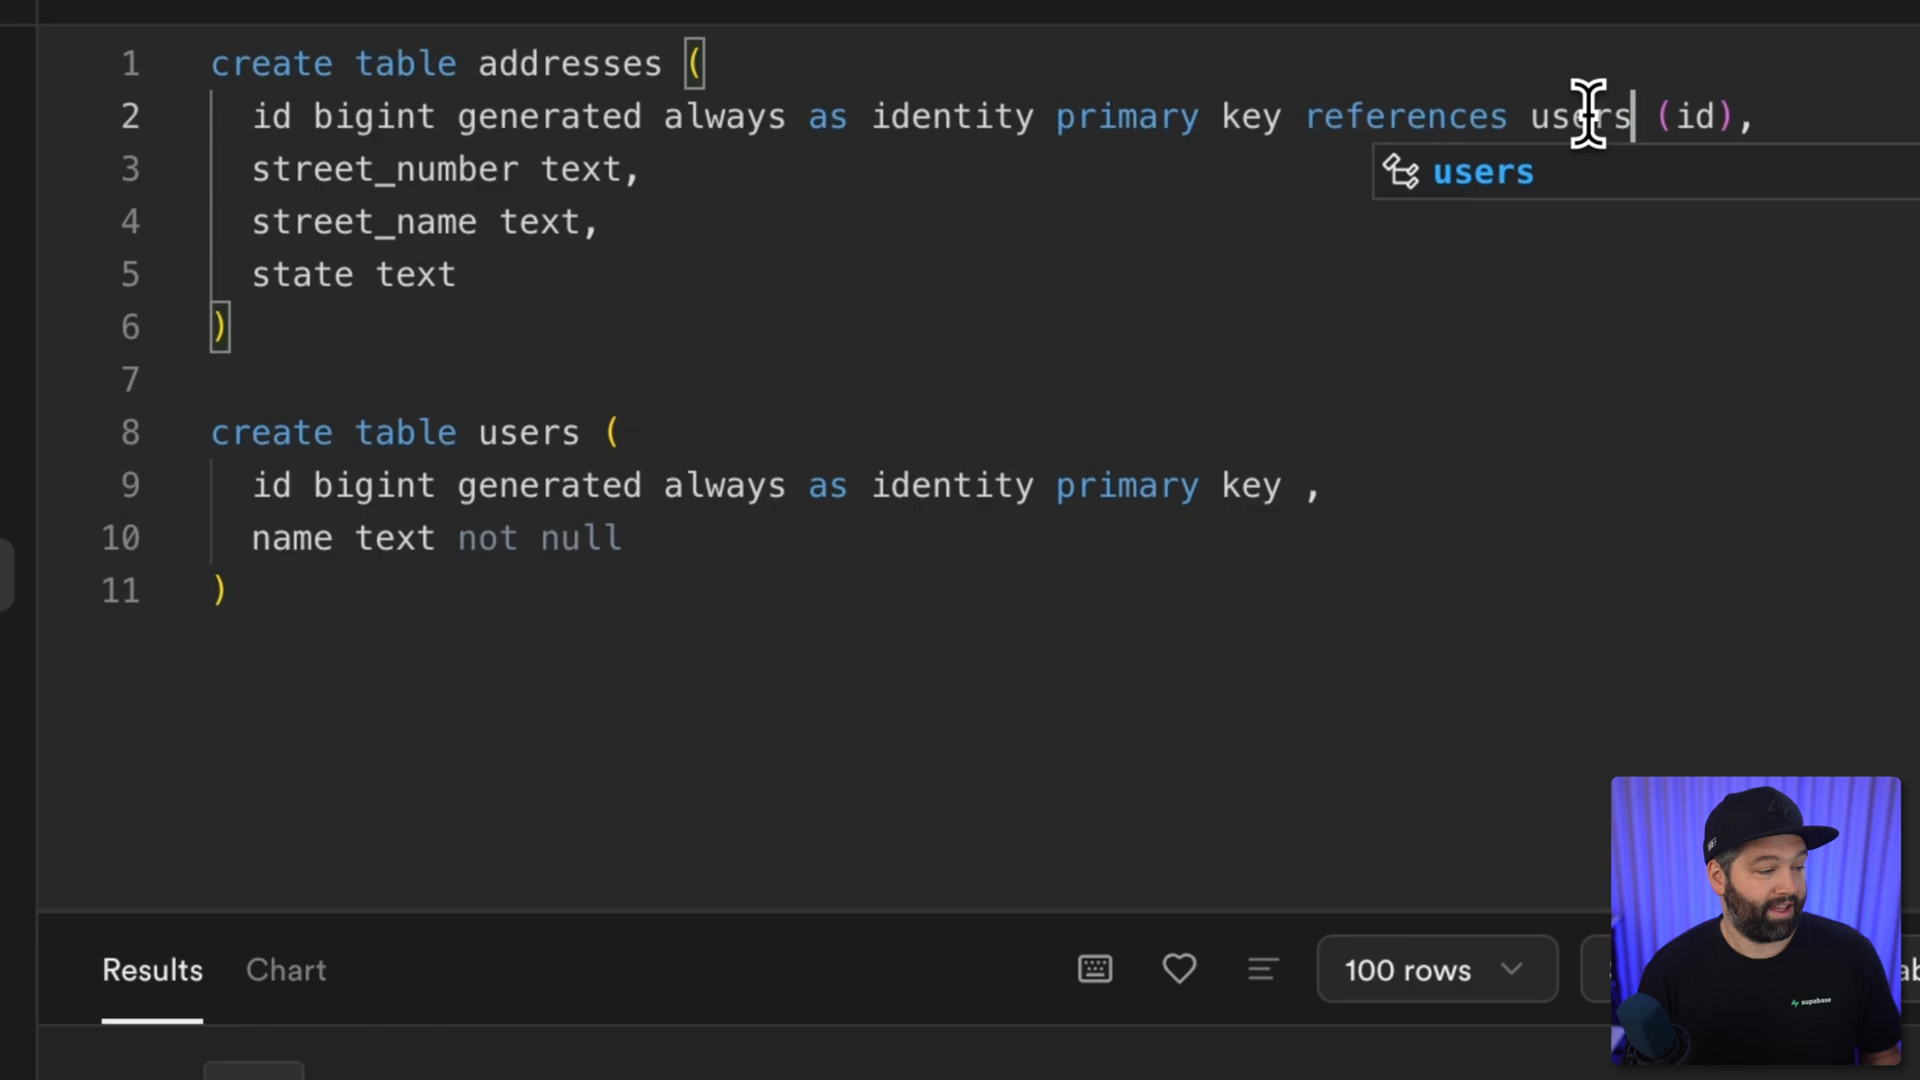 1 create table addresses (
2 id bigint generated always as identity primary key references users (id),
users
3 street_number text,
4 street_name text,
5 state text
6 )
7
8 create table users (
9 id bigint generated always as identity primary key ,
10 name text not null
11 )
Results Chart 100 rows
supabase